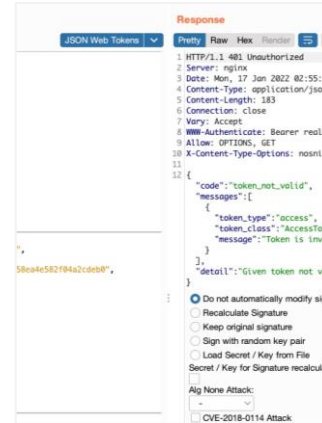 Response
JSON Web Tokens
Pretty Raw Hex Render
1 HTTP/1.1 401 Unauthorized
2 Server: nginx
3 Date: Mon, 17 Jan 2022 02:55:
4 Content-Type: application/jso
5 Content-Length: 183
6 Connection: close
7 Vary: Accept
8 WWW-Authenticate: Bearer real
9 Allow: OPTIONS, GET
10 X-Content-Type-Options: nosni
11
12 {
"code":"token_not_valid",
"messages":[
{
"token_type":"access",
"token_class":"AccessTo
"message":"Token is inv
}
],
"detail":"Given token not v
}
",
58ea4e582f04a2cdeb0",
Do not automatically modify si
Recalculate Signature
Keep original signature
Sign with random key pair
Load Secret / Key from File
Secret / Key for Signature recalcul
Alg None Attack:
-
CVE-2018-0114 Attack